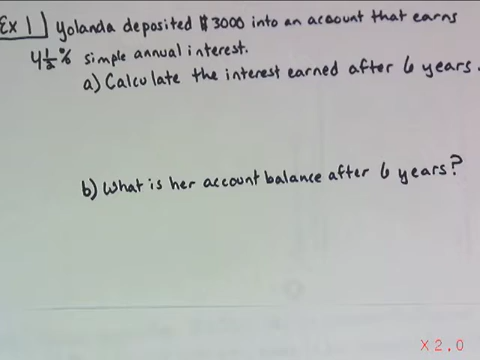 Ex 1 Yolanda deposited $3000 into an account that earns
4½% simple annual interest.
a) Calculate the interest earned after 6 years.
b) What is her account balance after 6 years?
X2.0